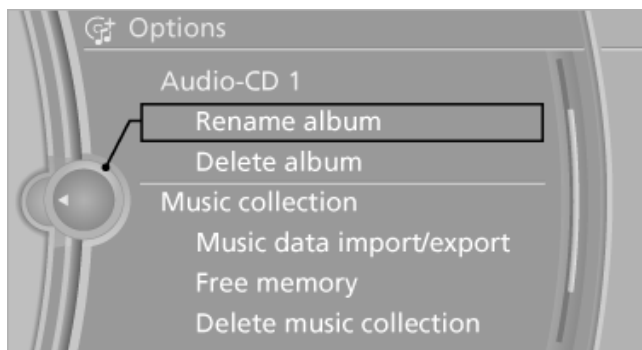 Options
Audio-CD 1
Rename album
Delete album
Music collection
Music data import/export
Free memory
Delete music collection